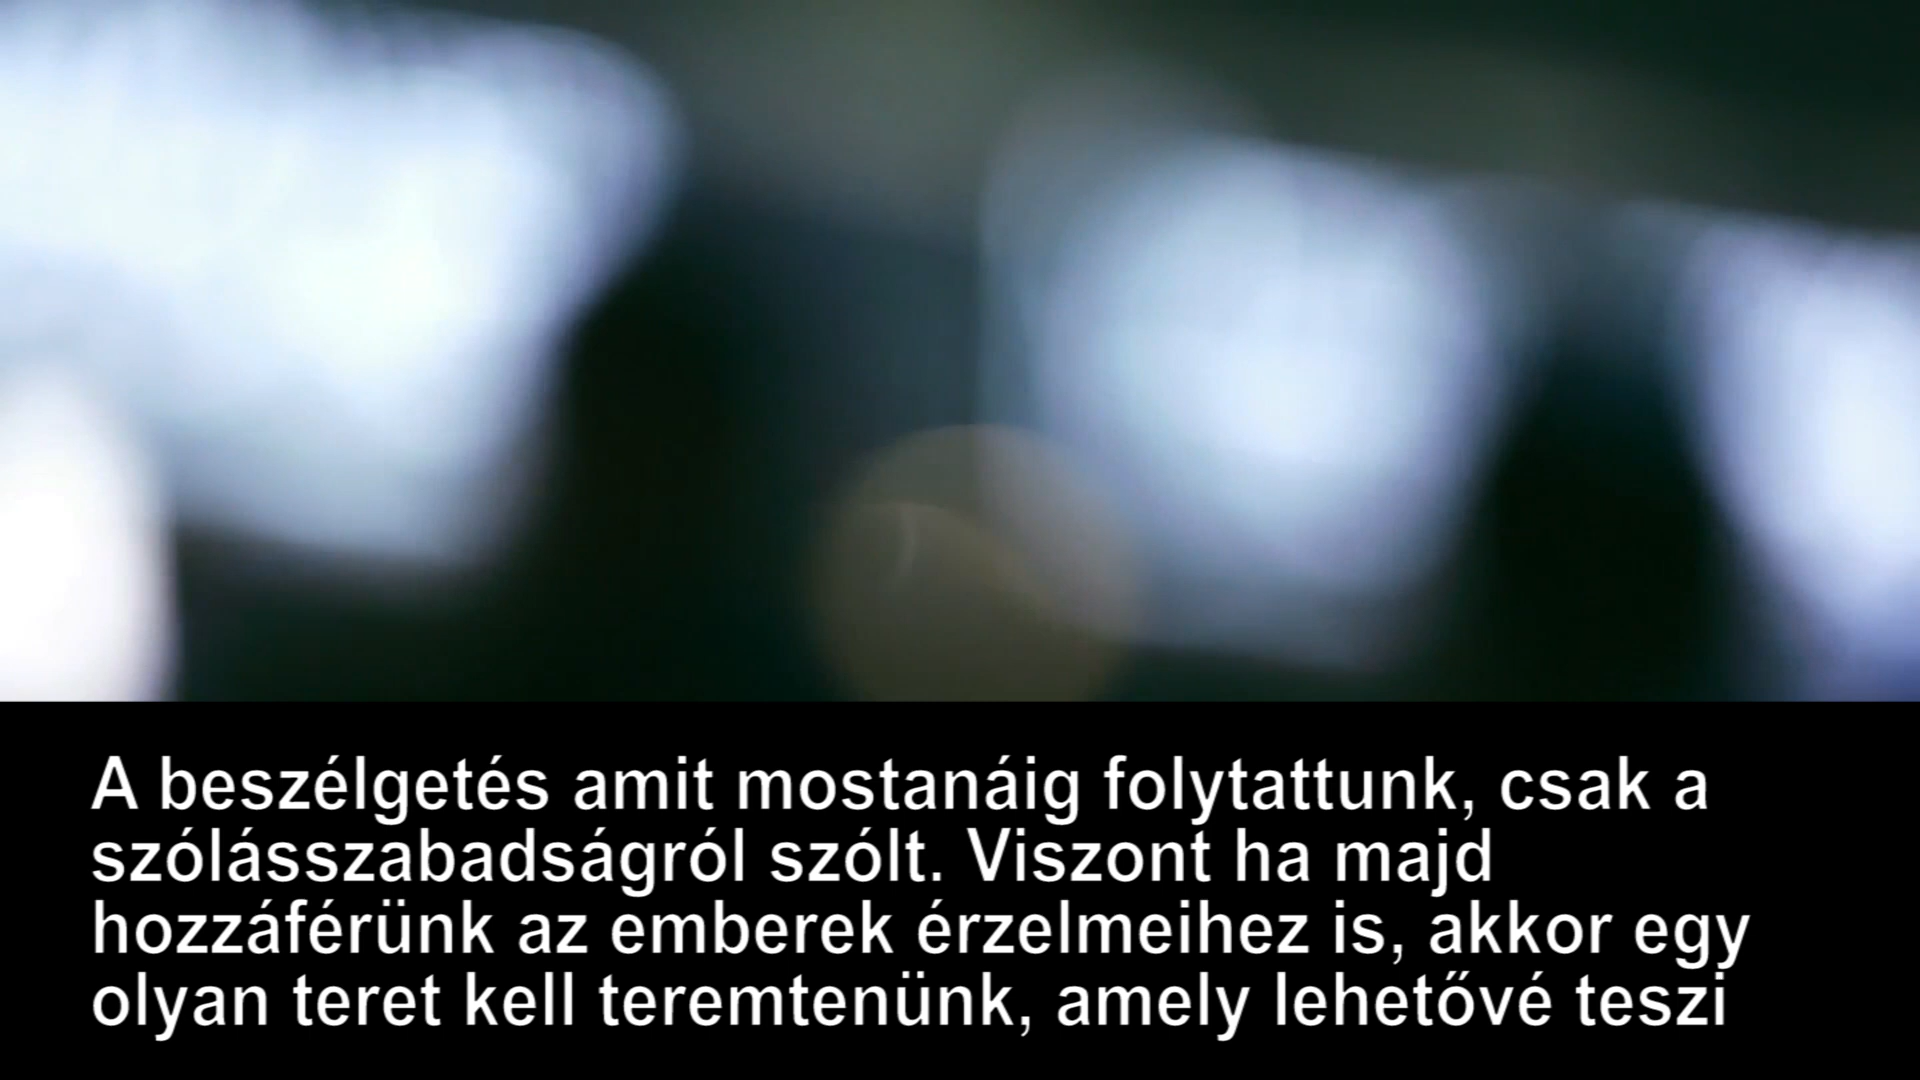 A beszélgetés amit mostanáig folytattunk, csak a
szólásszabadságról szólt. Viszont ha majd
hozzáférünk az emberek érzelmeihez is, akkor egy
olyan teret kell teremtenünk, amely lehetővé teszi